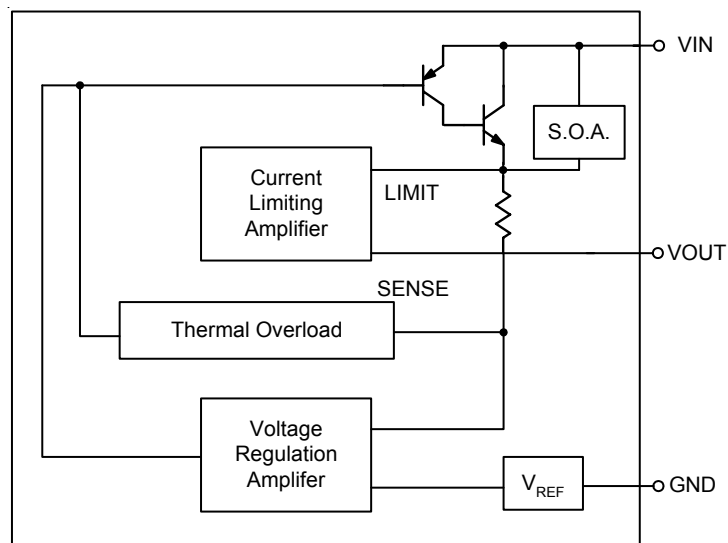 VIN
S.O.A.
Current
Limiting
Amplifier
LIMIT
VOUT
SENSE
Thermal Overload
Voltage
Regulation
Amplifer
VREF
GND